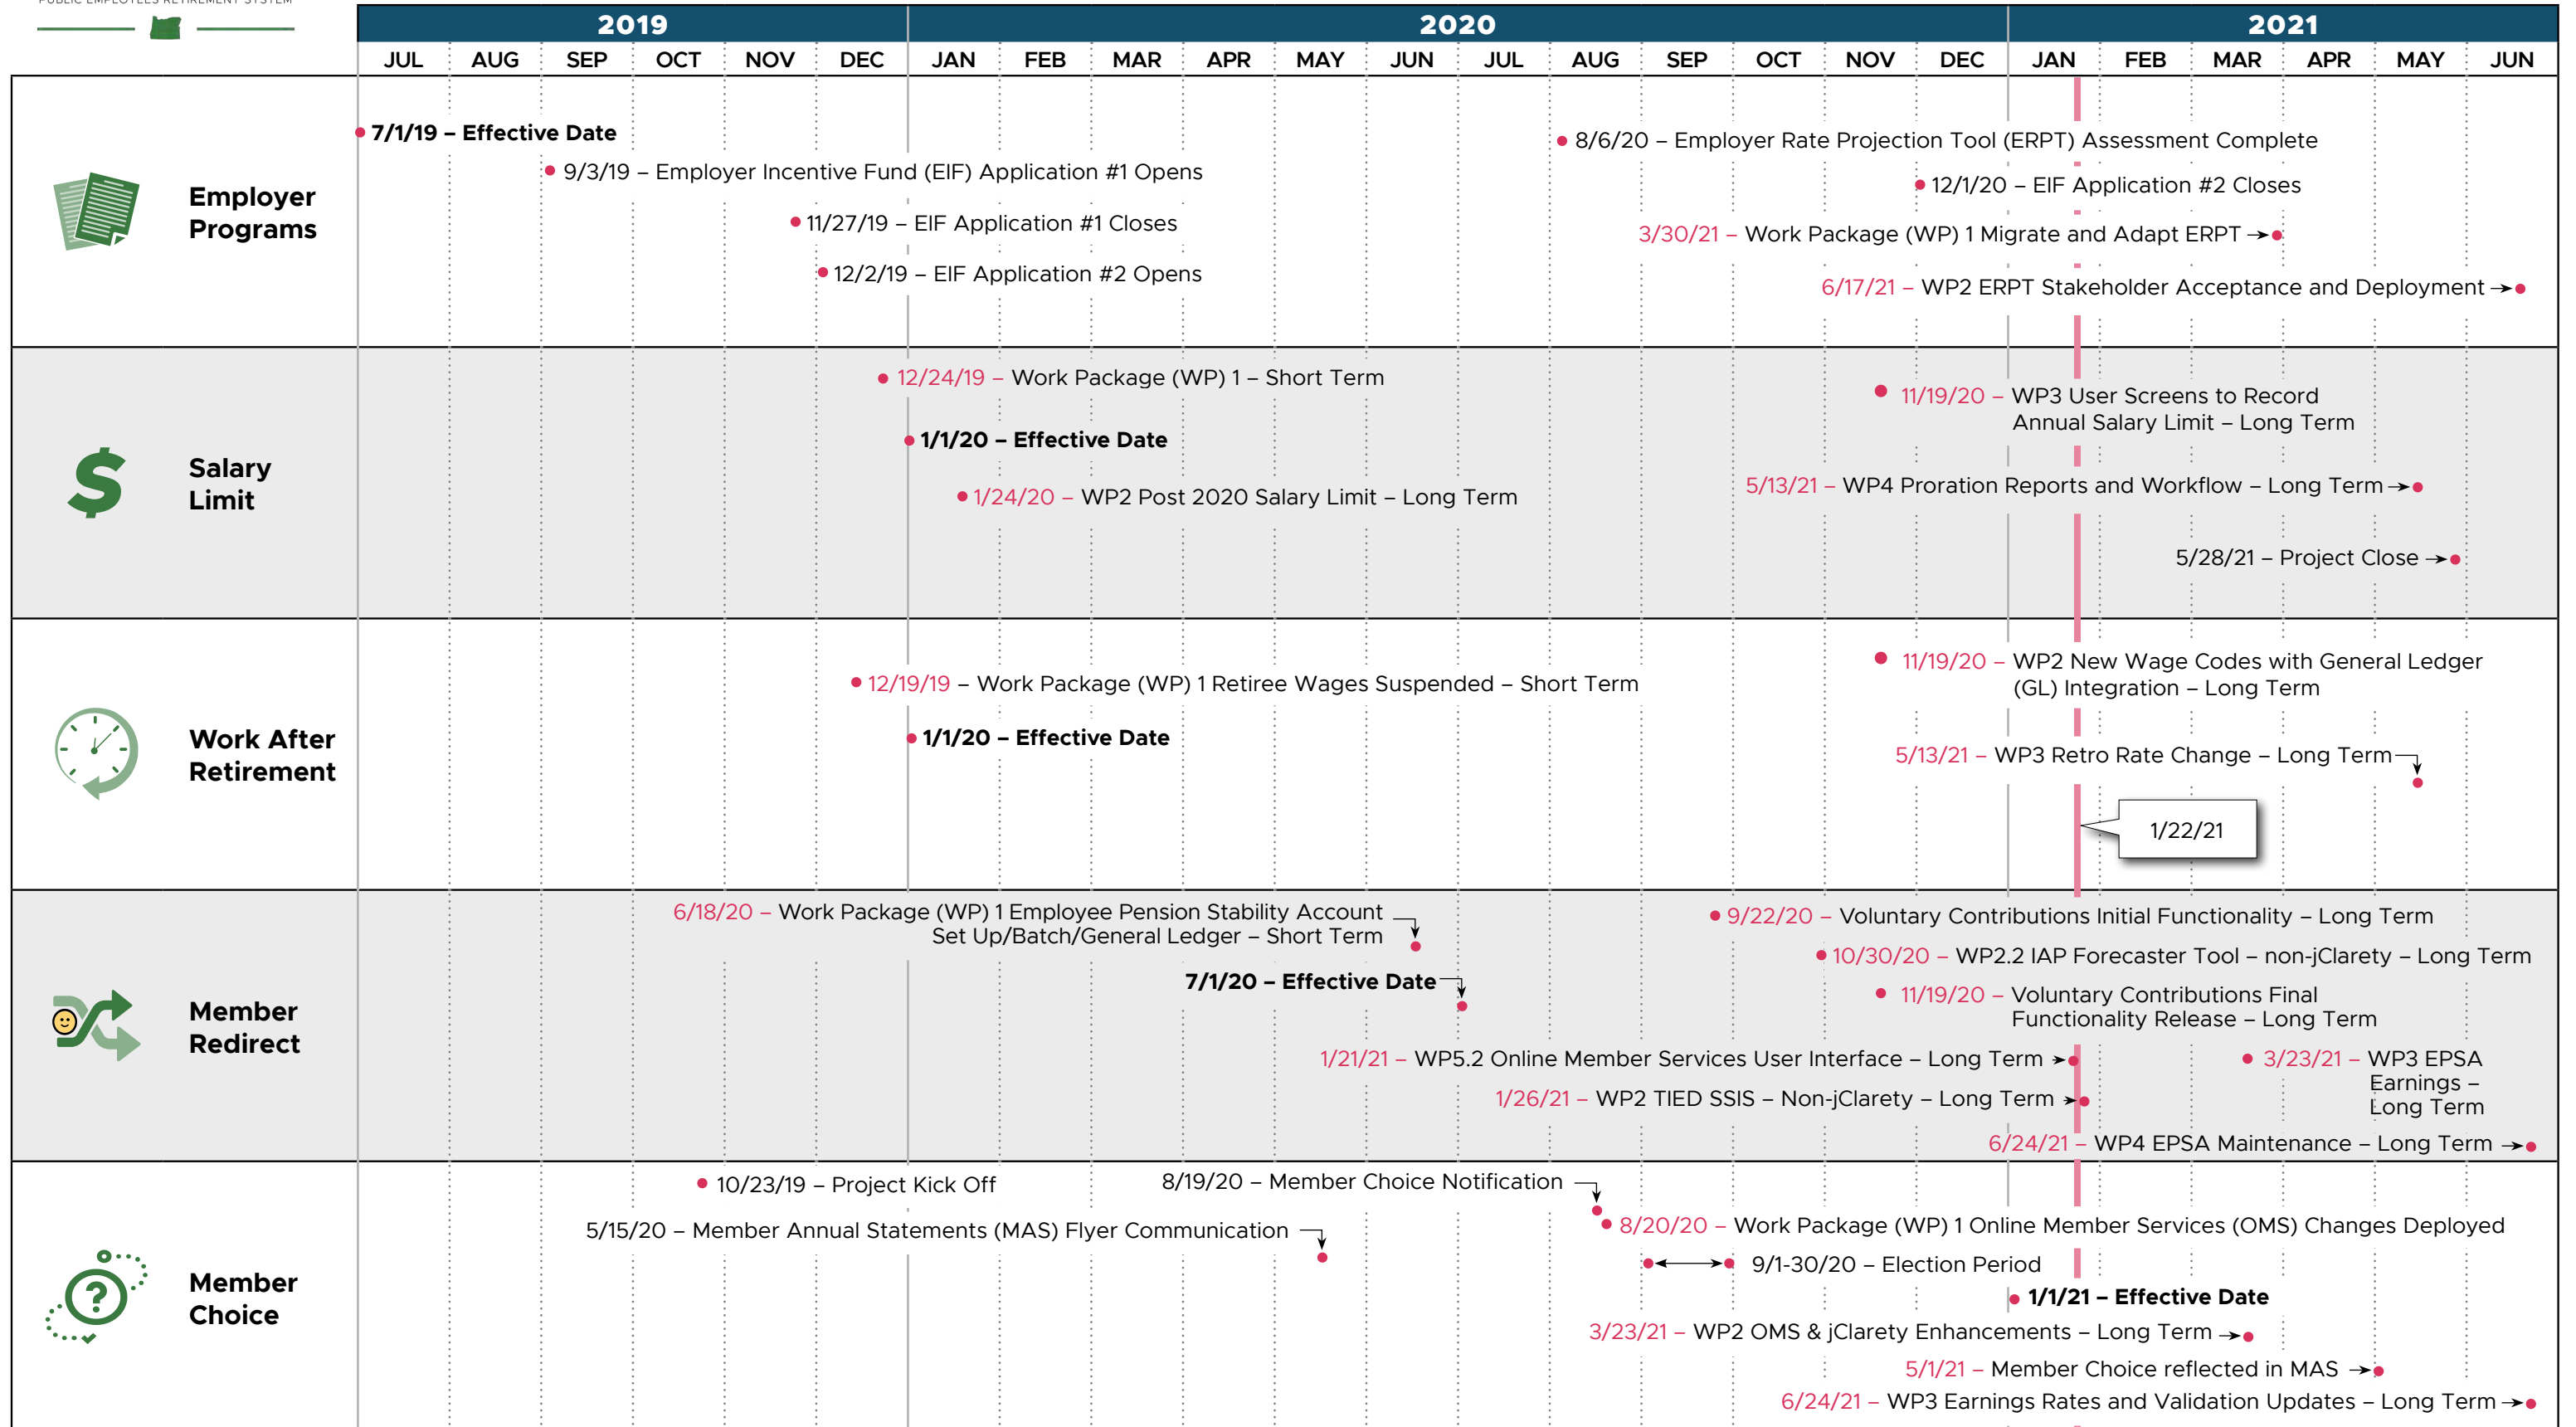 PUBLIC EMPLOYEES RETIREMENT SYSTEM
2019 2020 2021
JUL AUG SEP OCT NOV DEC JAN FEB MAR APR MAY JUN JUL AUG SEP OCT NOV DEC JAN FEB MAR APR MAY JUN
Employer
Programs
7/1/19 – Effective Date
9/3/19 – Employer Incentive Fund (EIF) Application #1 Opens
11/27/19 – EIF Application #1 Closes
12/2/19 – EIF Application #2 Opens
8/6/20 – Employer Rate Projection Tool (ERPT) Assessment Complete
12/1/20 – EIF Application #2 Closes
3/30/21 – Work Package (WP) 1 Migrate and Adapt ERPT
6/17/21 – WP2 ERPT Stakeholder Acceptance and Deployment
Salary
Limit
12/24/19 – Work Package (WP) 1 – Short Term
1/1/20 – Effective Date
1/24/20 – WP2 Post 2020 Salary Limit – Long Term
11/19/20 – WP3 User Screens to Record
Annual Salary Limit – Long Term
5/13/21 – WP4 Proration Reports and Workflow – Long Term
5/28/21 – Project Close
Work After
Retirement
12/19/19 – Work Package (WP) 1 Retiree Wages Suspended – Short Term
1/1/20 – Effective Date
11/19/20 – WP2 New Wage Codes with General Ledger
(GL) Integration – Long Term
5/13/21 – WP3 Retro Rate Change – Long Term
1/22/21
Member
Redirect
6/18/20 – Work Package (WP) 1 Employee Pension Stability Account
Set Up/Batch/General Ledger – Short Term
7/1/20 – Effective Date
9/22/20 – Voluntary Contributions Initial Functionality – Long Term
10/30/20 – WP2.2 IAP Forecaster Tool – non-jClarety – Long Term
11/19/20 – Voluntary Contributions Final
Functionality Release – Long Term
1/21/21 – WP5.2 Online Member Services User Interface – Long Term
1/26/21 – WP2 TIED SSIS – Non-jClarety – Long Term
3/23/21 – WP3 EPSA
Earnings –
Long Term
6/24/21 – WP4 EPSA Maintenance – Long Term
Member
Choice
10/23/19 – Project Kick Off
5/15/20 – Member Annual Statements (MAS) Flyer Communication
8/19/20 – Member Choice Notification
8/20/20 – Work Package (WP) 1 Online Member Services (OMS) Changes Deployed
9/1-30/20 – Election Period
1/1/21 – Effective Date
3/23/21 – WP2 OMS & jClarety Enhancements – Long Term
5/1/21 – Member Choice reflected in MAS
6/24/21 – WP3 Earnings Rates and Validation Updates – Long Term